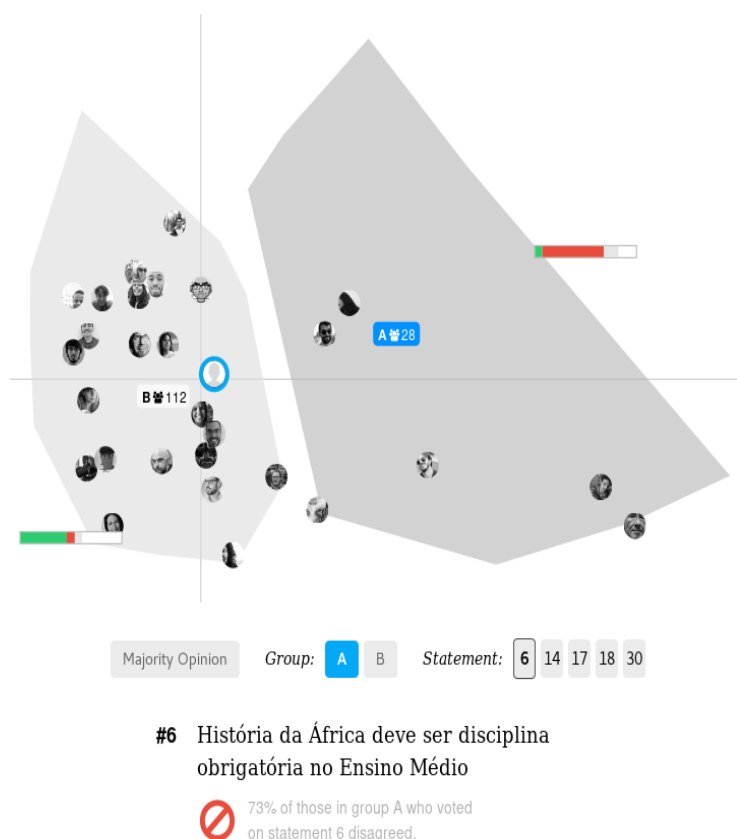 A 28
B 112
Majority Opinion Group: A B Statement: 6 14 17 18 30
#6 História da África deve ser disciplina
obrigatória no Ensino Médio
73% of those in group A who voted
on statement 6 disagreed.